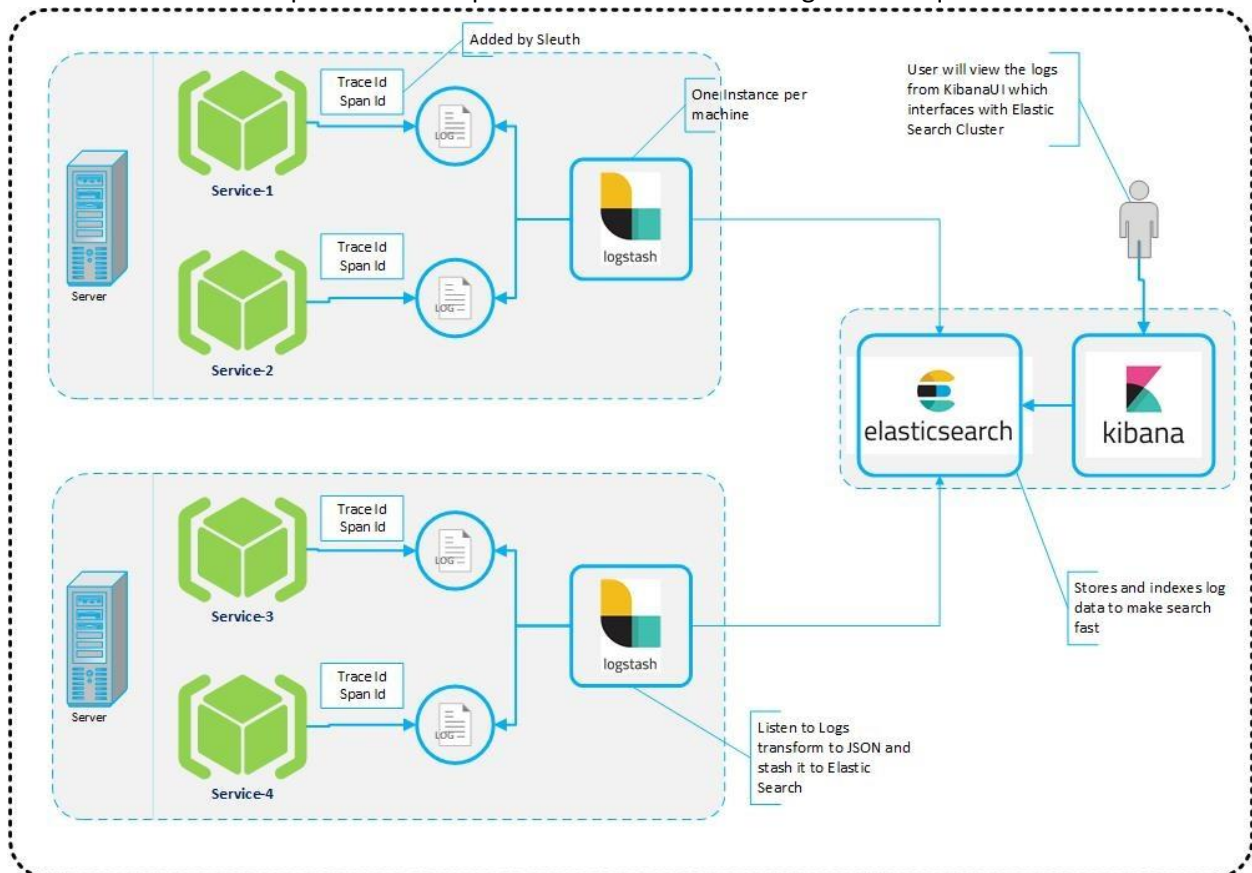 Added by Sleuth
Trace Id
Span Id
LOG
Service-1
One Instance per
machine
User will view the logs
from KibanaUI which
interfaces with Elastic
Search Cluster
logstash
Server
Trace Id
Span Id
LOG
Service-2
elasticsearch
kibana
Trace Id
Span Id
LOG
Service-3
logstash
Stores and indexes log
data to make search
fast
Server
Trace Id
Span Id
LOG
Service-4
Listen to Logs
transform to JSON and
stash it to Elastic
Search